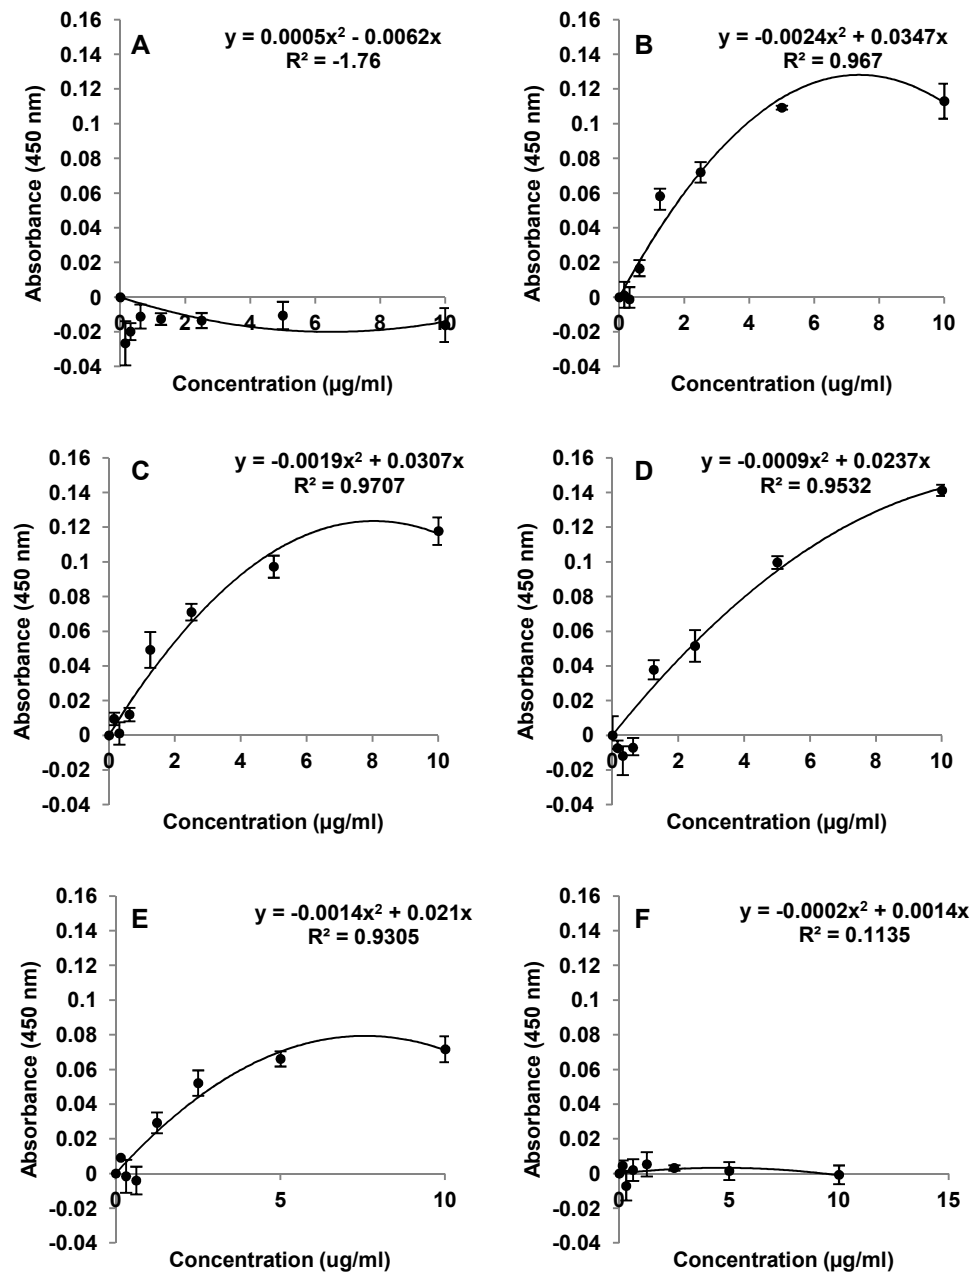 A
y = 0.0005x² - 0.0062x
R² = -1.76
0.16
0.14
0.12
0.1
0.08
0.06
0.04
0.02
0
-0.02
-0.04
Absorbance (450 nm)
0 2 4 6 8 10
Concentration (µg/ml)
B
y = -0.0024x² + 0.0347x
R² = 0.967
0.16
0.14
0.12
0.1
0.08
0.06
0.04
0.02
0
-0.02
-0.04
Absorbance (450 nm)
0 2 4 6 8 10
Concentration (ug/ml)
C
y = -0.0019x² + 0.0307x
R² = 0.9707
0.16
0.14
0.12
0.1
0.08
0.06
0.04
0.02
0
-0.02
-0.04
Absorbance (450 nm)
0 2 4 6 8 10
Concentration (µg/ml)
D
y = -0.0009x² + 0.0237x
R² = 0.9532
0.16
0.14
0.12
0.1
0.08
0.06
0.04
0.02
0
-0.02
-0.04
Absorbance (450 nm)
0 2 4 6 8 10
Concentration (µg/ml)
E
y = -0.0014x² + 0.021x
R² = 0.9305
0.16
0.14
0.12
0.1
0.08
0.06
0.04
0.02
0
-0.02
-0.04
Absorbance (450 nm)
0 5 10
Concentration (ug/ml)
F
y = -0.0002x² + 0.0014x
R² = 0.1135
0.16
0.14
0.12
0.1
0.08
0.06
0.04
0.02
0
-0.02
-0.04
Absorbance (450 nm)
0 5 10 15
Concentration (µg/ml)